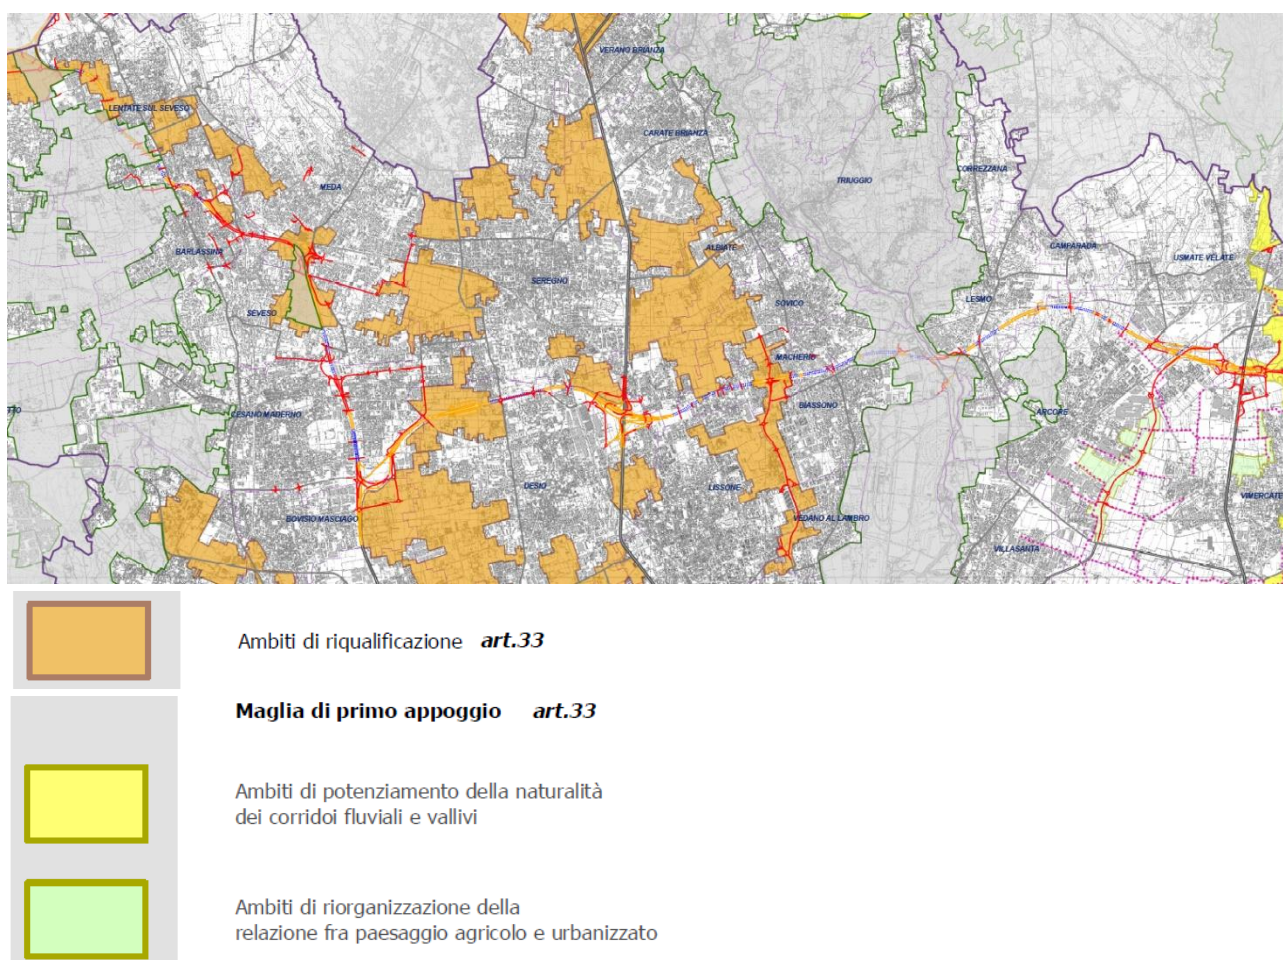 VERANO BRIANZA
LENTATE SUL SEVESO
CARATE BRIANZA
CORREZZANA
TRIUGGIO
MEDA
ALBIATE
CAMPARADA
BARLASSINA
USMATE VELATE
SEREGNO
LESMO
SOVICO
SEVESO
MACHERIO
BIASSONO
CESANO MADERNO
ARCORE
DESIO
LISSONE
VIMERCATE
BOVISIO MASCIAGO
VEDANO AL LAMBRO
VILLASANTA
Ambiti di riqualificazione art.33
Maglia di primo appoggio art.33
Ambiti di potenziamento della naturalità
dei corridoi fluviali e vallivi
Ambiti di riorganizzazione della
relazione fra paesaggio agricolo e urbanizzato